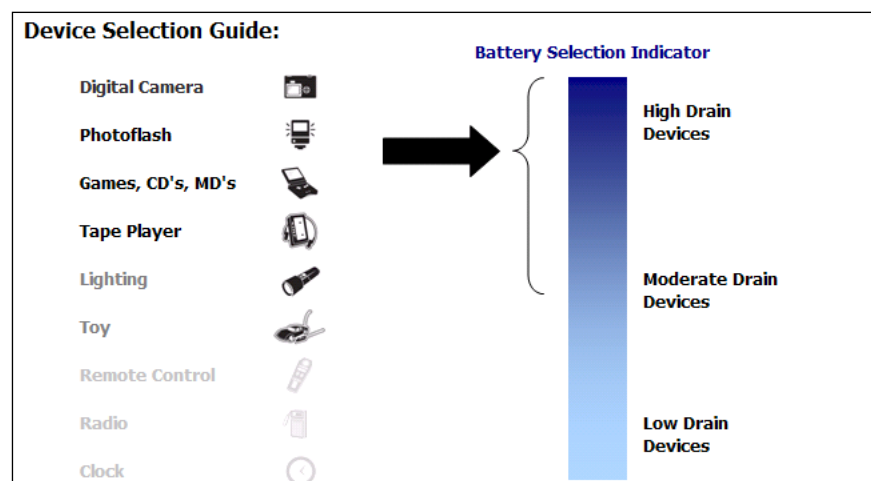 Device Selection Guide:
Battery Selection Indicator
Digital Camera
Photoflash
Games, CD's, MD's
Tape Player
Lighting
Toy
Remote Control
Radio
Clock
High Drain
Devices
Moderate Drain
Devices
Low Drain
Devices